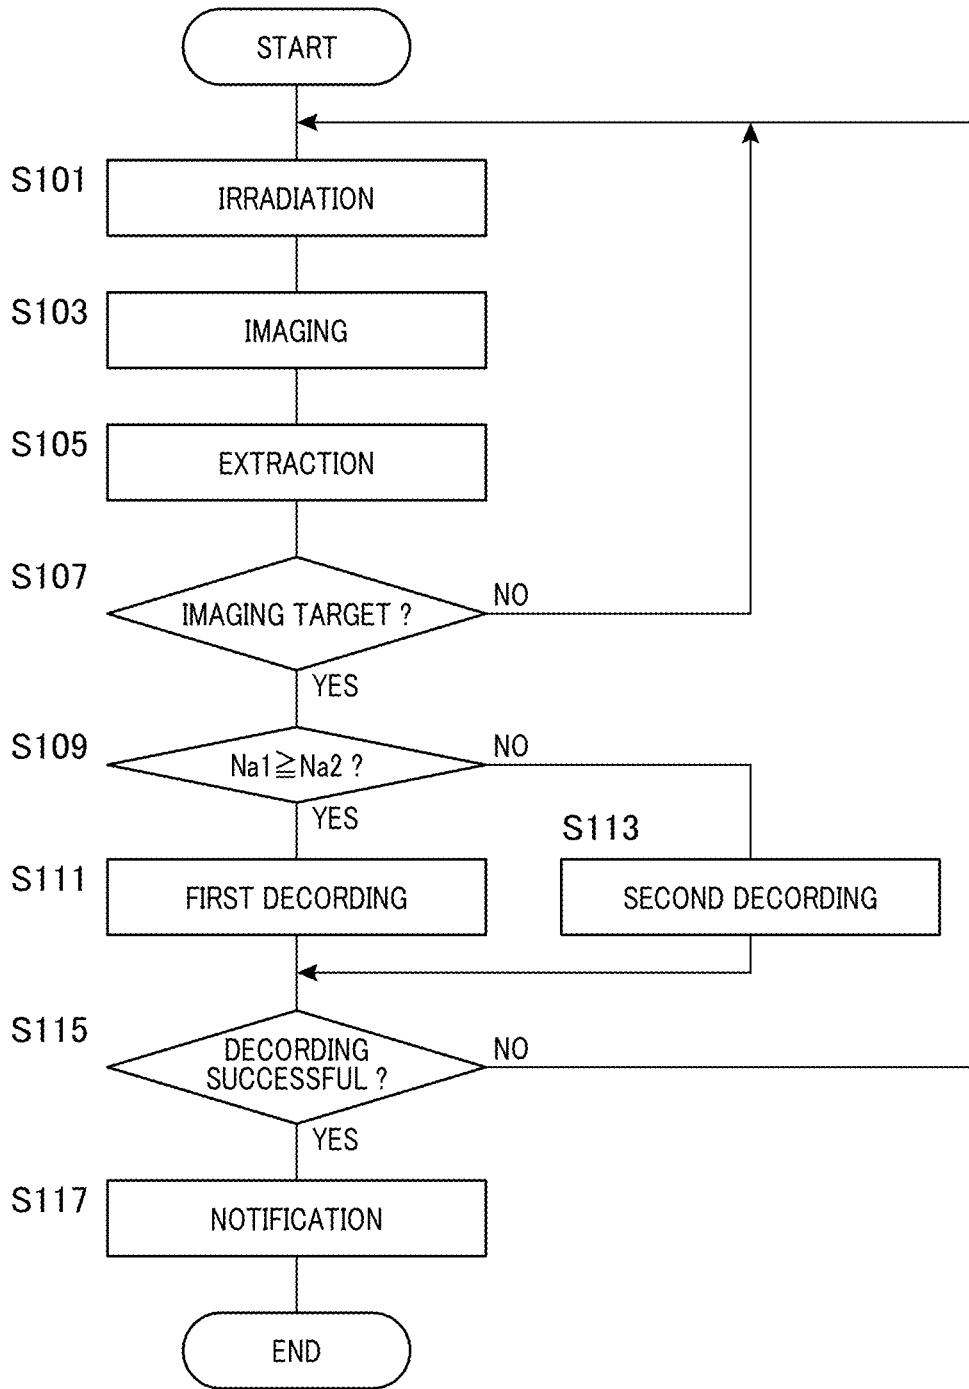 START
S101
IRRADIATION
S103
IMAGING
S105
EXTRACTION
S107
IMAGING TARGET ?
NO
YES
S109
Na1≧Na2 ?
NO
YES
S111
FIRST DECORDING
S113
SECOND DECORDING
S115
DECORDING
SUCCESSFUL ?
NO
YES
S117
NOTIFICATION
END